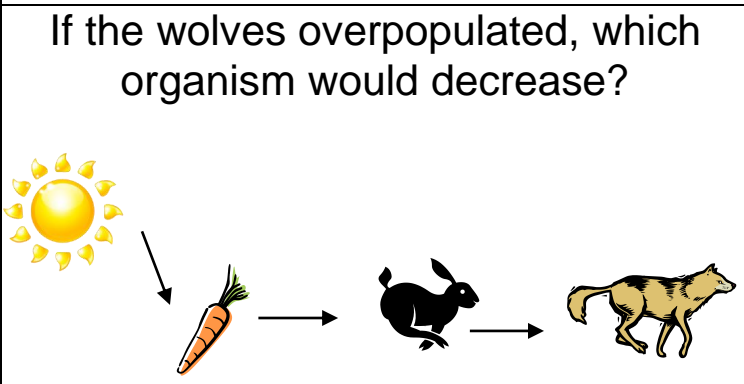 If the wolves overpopulated, which
organism would decrease?